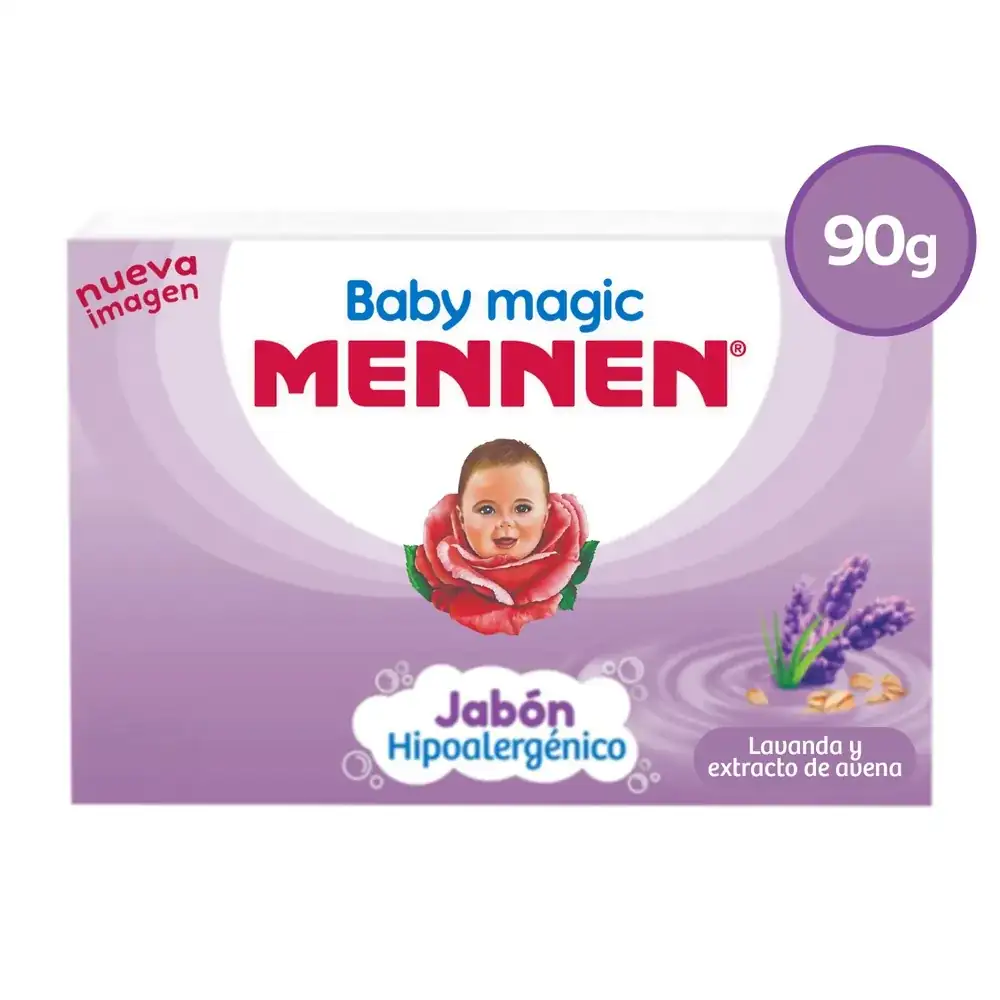 90g
nueva
imagen
Baby magic
MENNEN®
Jabón
Hipoalergénico
Lavanda y
extracto de avena